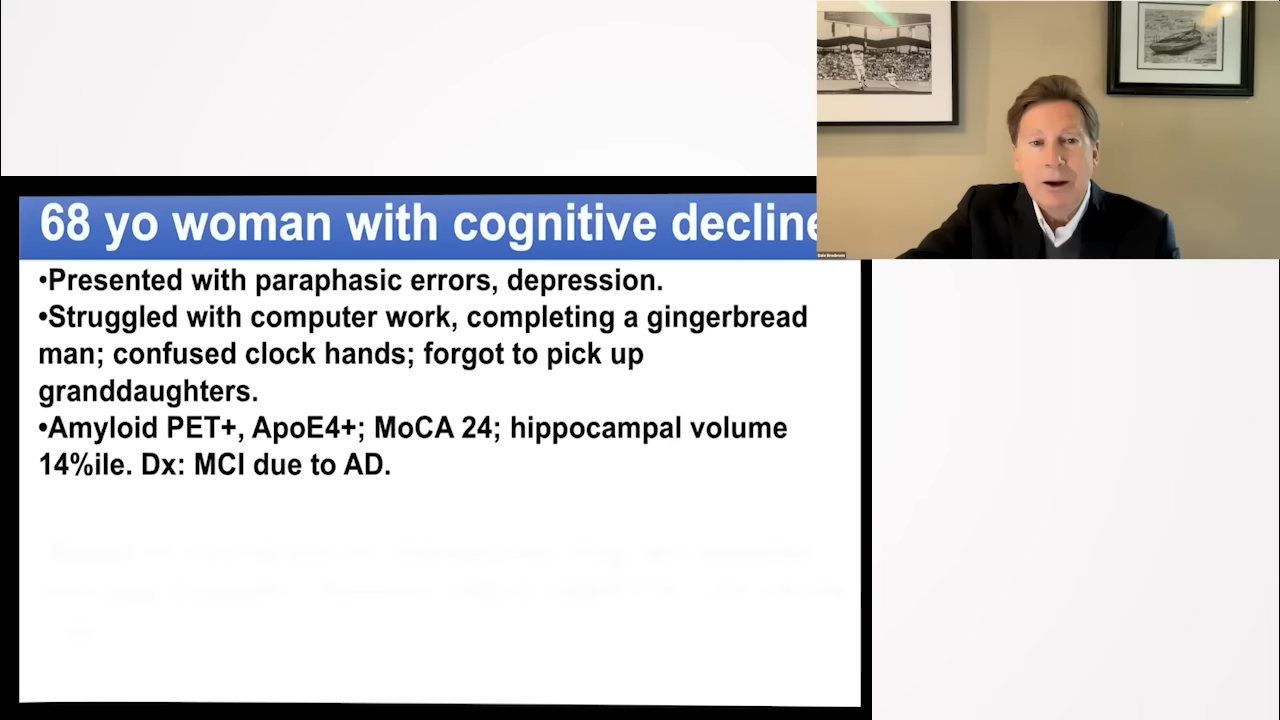 68 yo woman with cognitive decline
•Presented with paraphasic errors, depression.
•Struggled with computer work, completing a gingerbread
man; confused clock hands; forgot to pick up
granddaughters.
•Amyloid PET+, ApoE4+; MoCA 24; hippocampal volume
14%ile. Dx: MCI due to AD.